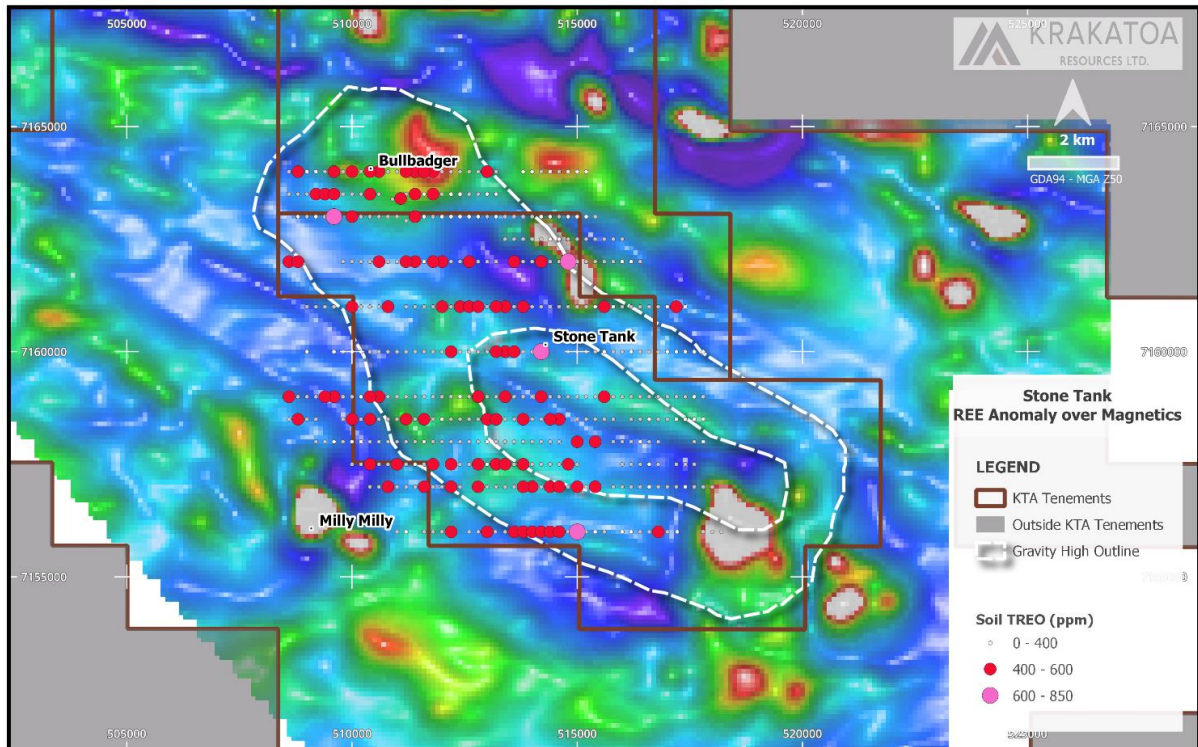 505000 510000 515000 520000 525000
KRAKATOA
RESOURCES LTD.
7165000 7165000
2 km
GDA94 - MGA Z50
Bullbadger
Stone Tank
7160000 7160000
Stone Tank
REE Anomaly over Magnetics
LEGEND
KTA Tenements
Outside KTA Tenements
Gravity High Outline
Milly Milly
7155000
Soil TREO (ppm)
0 - 400
400 - 600
600 - 850
505000 510000 515000 520000